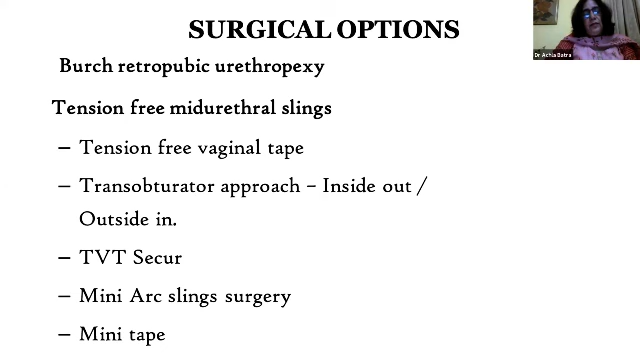 SURGICAL OPTIONS
Dr Achla Batra
Burch retropubic urethropexy
Tension free midurethral slings
– Tension free vaginal tape
– Transobturator approach – Inside out /
Outside in.
– TVT Secur
– Mini Arc slings surgery
– Mini tape